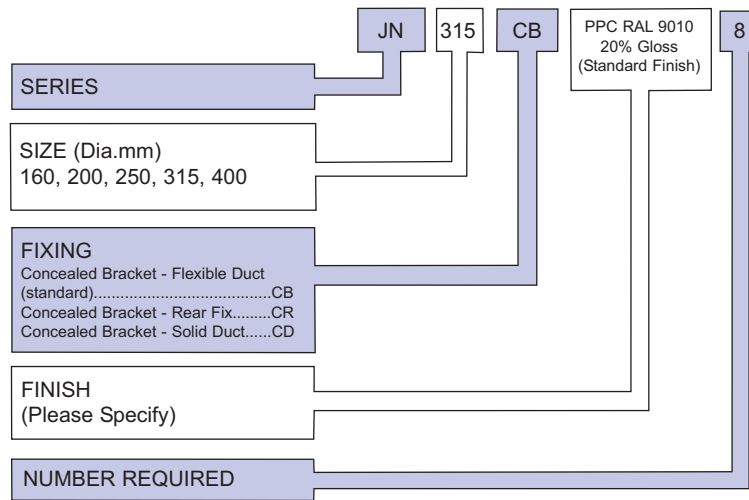 JN
315
CB
PPC RAL 9010
20% Gloss
(Standard Finish)
8
SERIES
SIZE (Dia.mm)
160, 200, 250, 315, 400
FIXING
Concealed Bracket - Flexible Duct
(standard).......................................CB
Concealed Bracket - Rear Fix.........CR
Concealed Bracket - Solid Duct......CD
FINISH
(Please Specify)
NUMBER REQUIRED